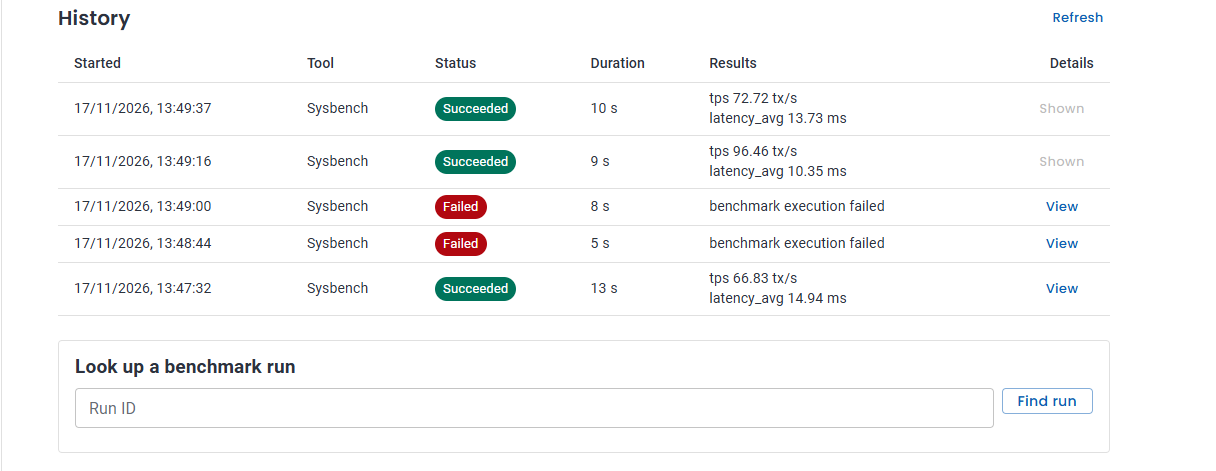 History
Refresh
Started Tool Status Duration Results Details
17/11/2026, 13:49:37 Sysbench Succeeded 10 s tps 72.72 tx/s Shown
latency_avg 13.73 ms
17/11/2026, 13:49:16 Sysbench Succeeded 9 s tps 96.46 tx/s Shown
latency_avg 10.35 ms
17/11/2026, 13:49:00 Sysbench Failed 8 s benchmark execution failed View
17/11/2026, 13:48:44 Sysbench Failed 5 s benchmark execution failed View
17/11/2026, 13:47:32 Sysbench Succeeded 13 s tps 66.83 tx/s View
latency_avg 14.94 ms
Look up a benchmark run
Run ID
Find run